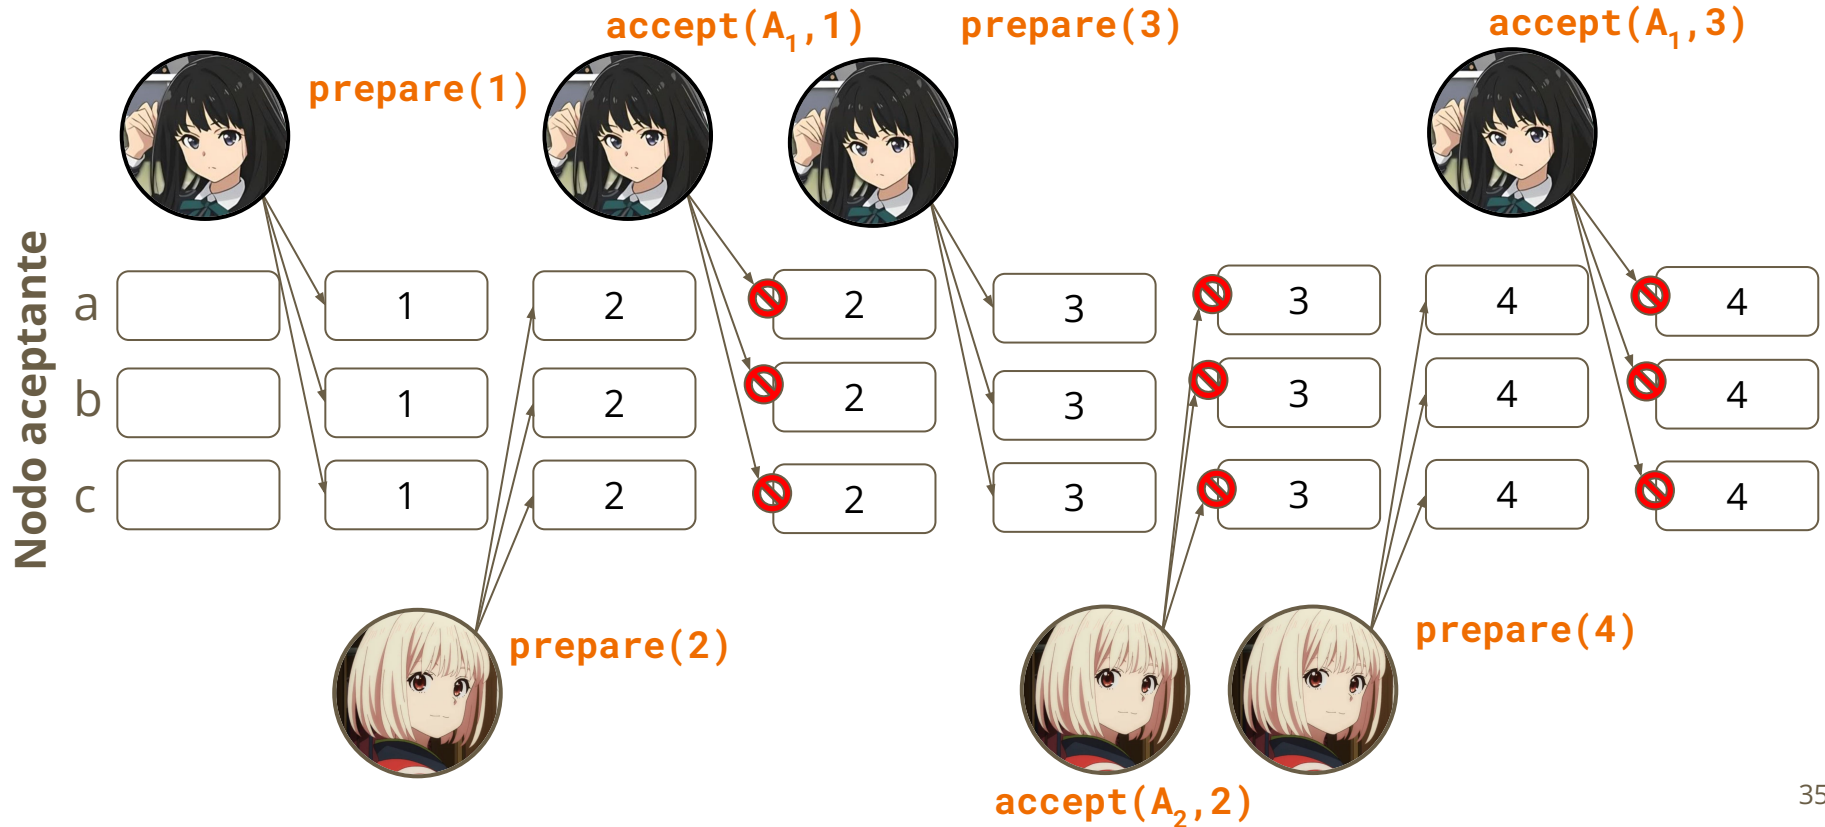 accept(A₁,1)
prepare(3)
accept(A₁,3)
prepare(1)
Nodo aceptante
a
1
2
2
3
3
4
4
b
1
2
2
3
3
4
4
c
1
2
2
3
3
4
4
prepare(2)
prepare(4)
accept(A₂,2)
35